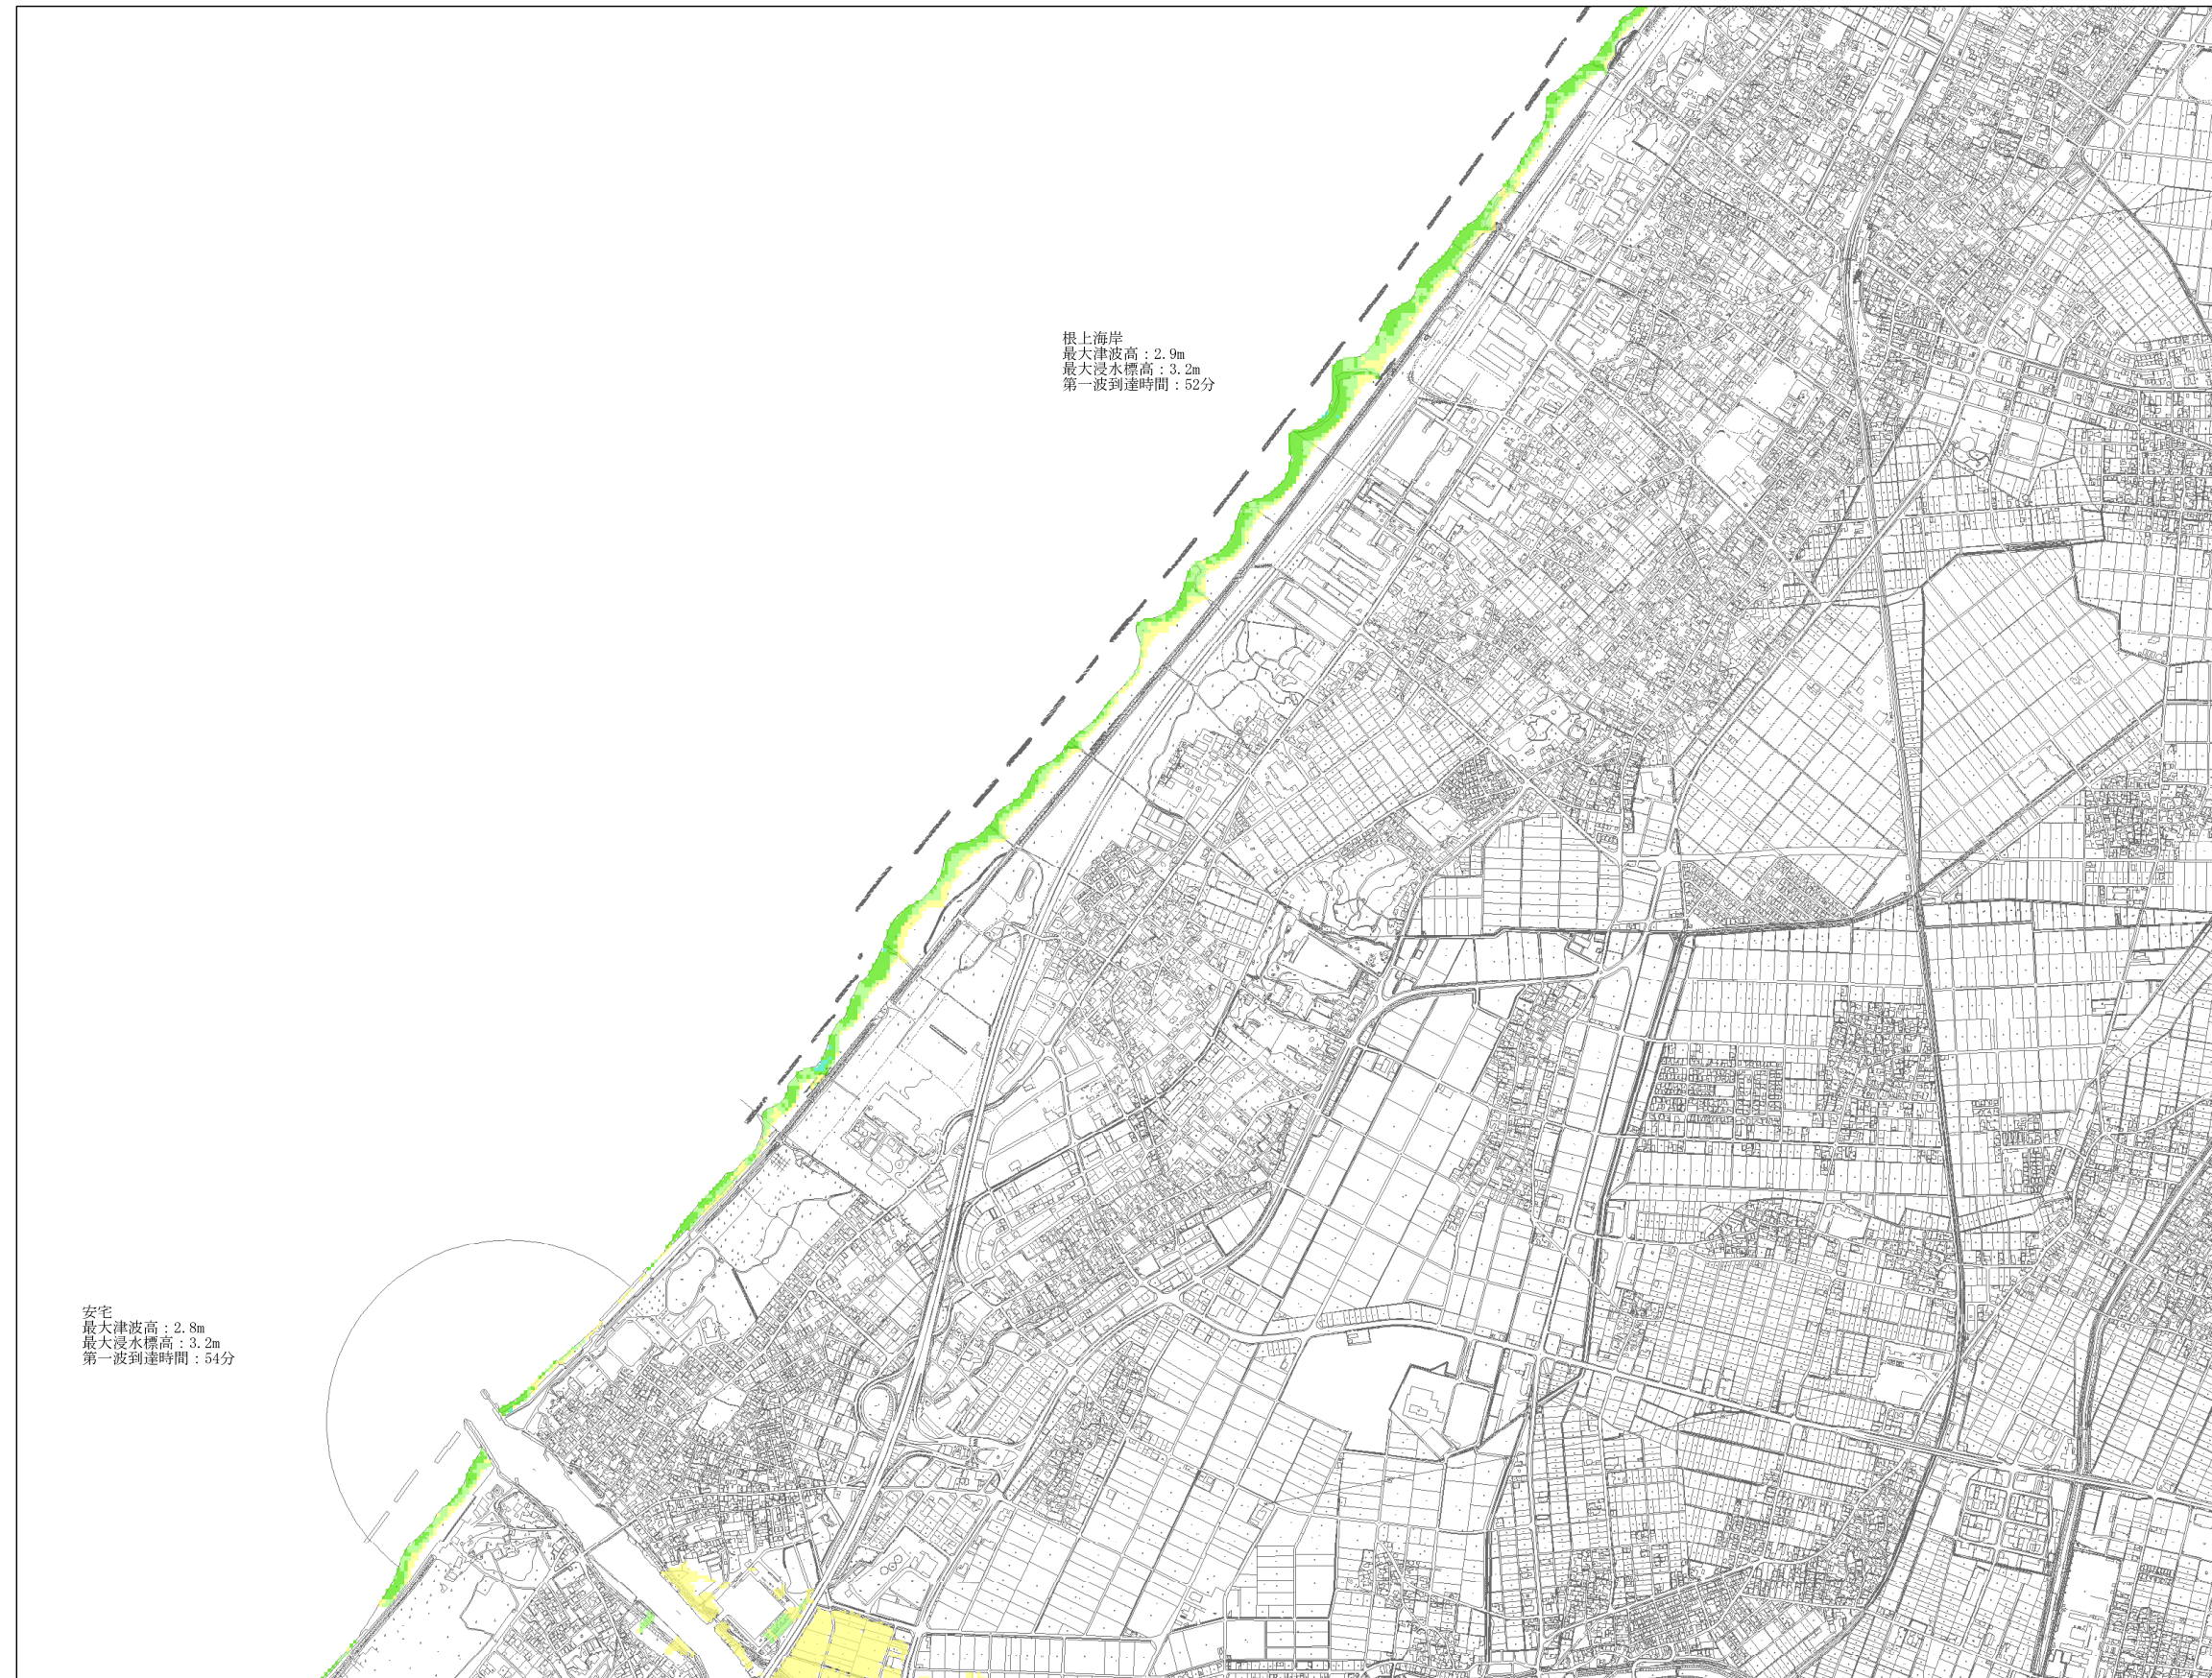 根上海岸
最大津波高：2.9m
最大浸水標高：3.2m
第一波到達時間：52分
安宅
最大津波高：2.8m
最大浸水標高：3.2m
第一波到達時間：54分